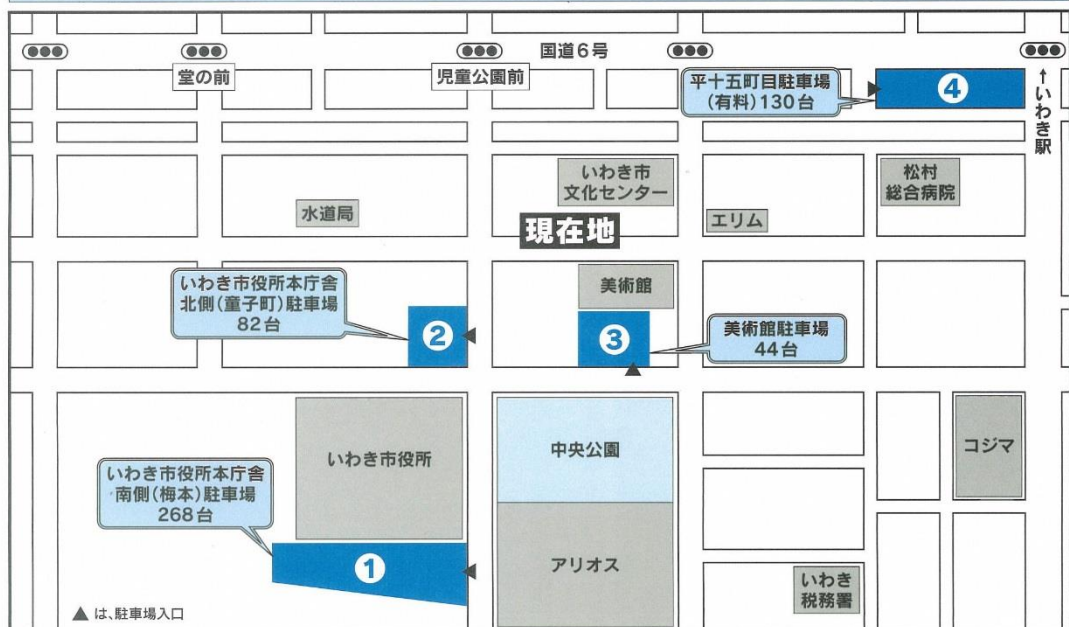 国道6号
堂の前
児童公園前
平十五町目駐車場
(有料)130台
4
↑いわき駅
いわき市
文化センター
松村
総合病院
水道局
エリム
現在地
いわき市役所本庁舎
北側(童子町)駐車場
82台
2
美術館
3
美術館駐車場
44台
いわき市役所
中央公園
コジマ
いわき市役所本庁舎
南側(梅本)駐車場
268台
1
アリオス
いわき
税務署
▲は、駐車場入口